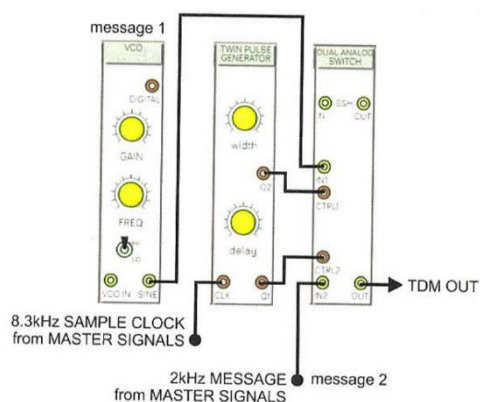 message 1
VCO
DIGITAL
GAIN
FREQ
HI
LO
VCO IN
SINE
TWIN PULSE
GENERATOR
width
Q2
delay
CLK
Q1
DUAL ANALOG
SWITCH
S&H
IN
OUT
IN1
CTRL1
CTRL2
IN2
OUT
TDM OUT
8.3kHz SAMPLE CLOCK
from MASTER SIGNALS
2kHz MESSAGE
from MASTER SIGNALS
message 2